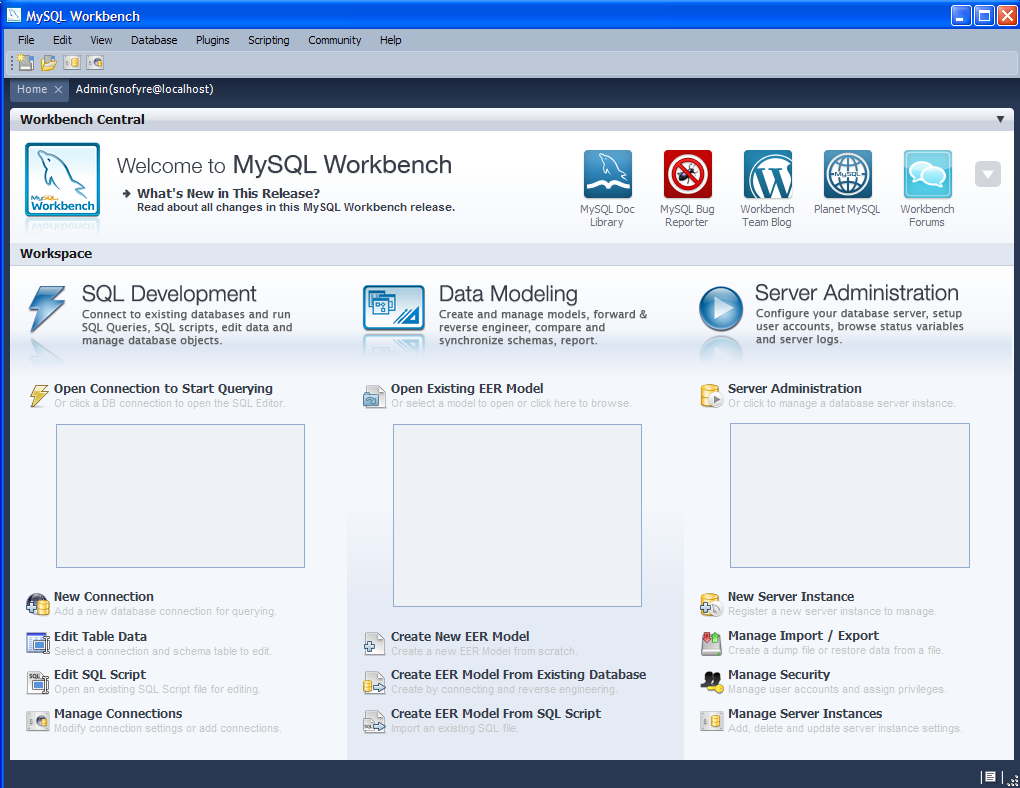 MySQL Workbench
File Edit View Database Plugins Scripting Community Help
Home Admin(snofyre@localhost)
Workbench Central
MySQL
Workbench
Welcome to MySQL Workbench
What's New in This Release?
Read about all changes in this MySQL Workbench release.
MySQL Doc
Library
MySQL Bug
Reporter
Workbench
Team Blog
MySQL
Planet MySQL
Workbench
Forums
Workspace
SQL Development
Connect to existing databases and run
SQL Queries, SQL scripts, edit data and
manage database objects.
Open Connection to Start Querying
Or click a DB connection to open the SQL Editor.
New Connection
Add a new database connection for querying.
Edit Table Data
Select a connection and schema table to edit.
SQL
Edit SQL Script
Open an existing SQL Script file for editing.
Manage Connections
Modify connection settings or add connections.
Data Modeling
Create and manage models, forward &
reverse engineer, compare and
synchronize schemas, report.
Open Existing EER Model
Or select a model to open or click here to browse.
Create New EER Model
Create a new EER Model from scratch.
Create EER Model From Existing Database
Create by connecting and reverse engineering.
SQL
Create EER Model From SQL Script
Import an existing SQL file.
Server Administration
Configure your database server, setup
user accounts, browse status variables
and server logs.
Server Administration
Or click to manage a database server instance.
New Server Instance
Register a new server instance to manage.
Manage Import / Export
Create a dump file or restore data from a file.
Manage Security
Manage user accounts and assign privileges.
Manage Server Instances
Add, delete and update server instance settings.